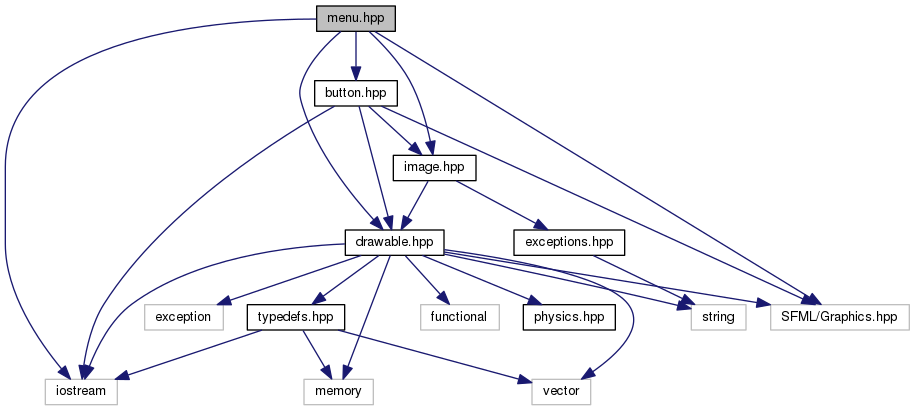 menu.hpp
button.hpp
image.hpp
drawable.hpp
exceptions.hpp
exception
typedefs.hpp
functional
physics.hpp
string
SFML/Graphics.hpp
iostream
memory
vector